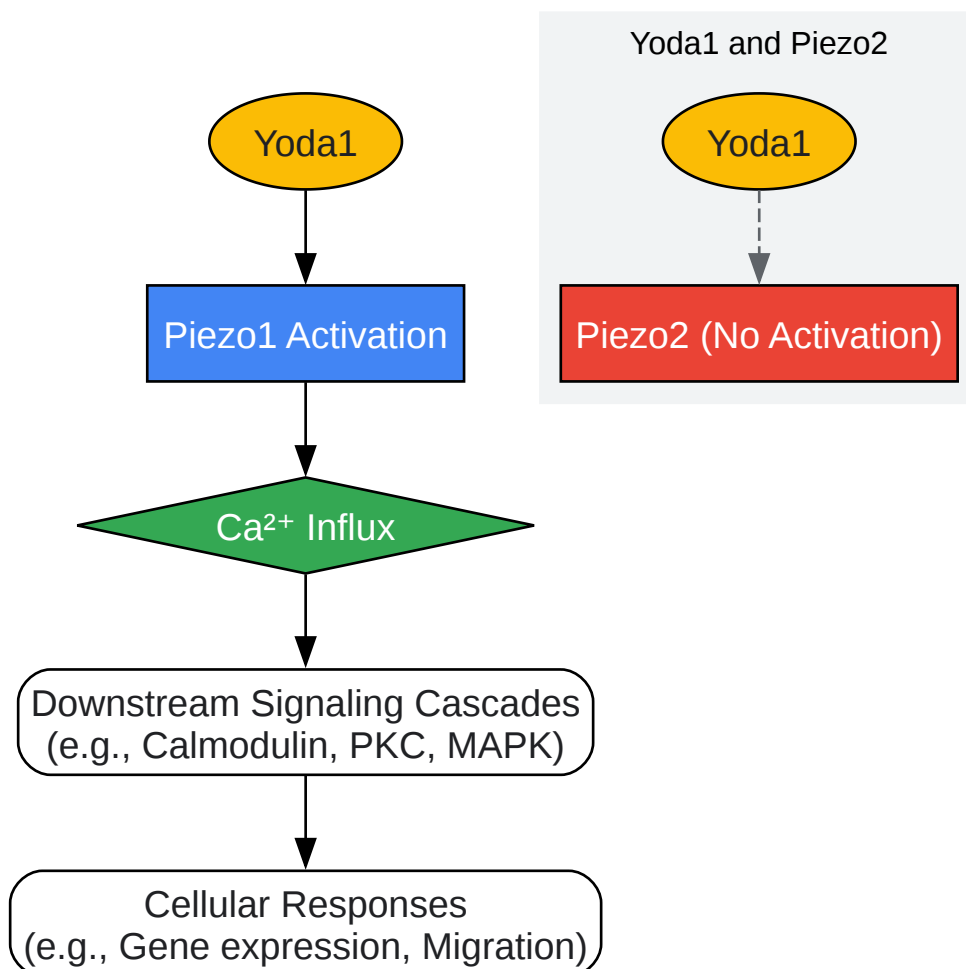 Yoda1 and Piezo2
Yoda1
Yoda1
Piezo1 Activation
Piezo2 (No Activation)
Ca²⁺ Influx
Downstream Signaling Cascades
(e.g., Calmodulin, PKC, MAPK)
Cellular Responses
(e.g., Gene expression, Migration)